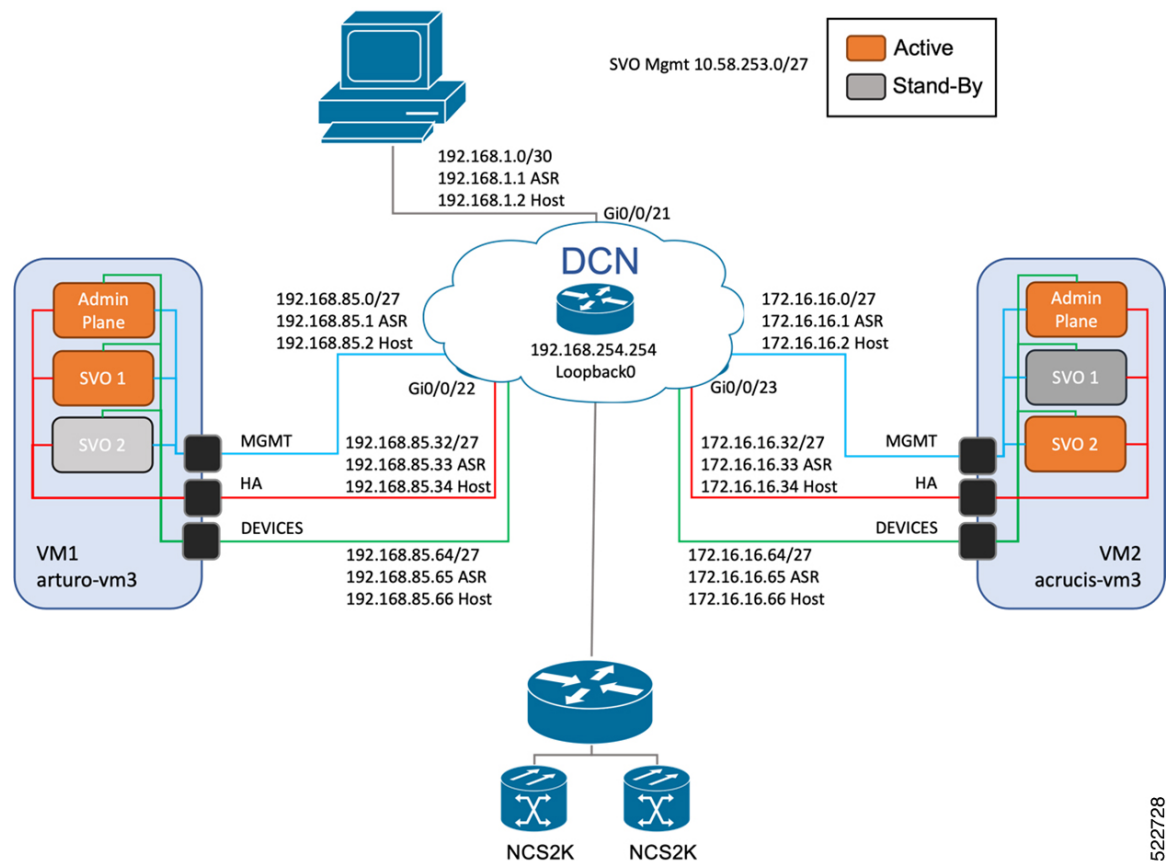 SVO Mgmt 10.58.253.0/27
Active
Stand-By
192.168.1.0/30
192.168.1.1 ASR
192.168.1.2 Host
Gi0/0/21
DCN
192.168.254.254
Loopback0
Gi0/0/22
Gi0/0/23
192.168.85.0/27
192.168.85.1 ASR
192.168.85.2 Host
172.16.16.0/27
172.16.16.1 ASR
172.16.16.2 Host
Admin
Plane
SVO 1
SVO 2
MGMT
HA
DEVICES
VM1
arturo-vm3
192.168.85.32/27
192.168.85.33 ASR
192.168.85.34 Host
192.168.85.64/27
192.168.85.65 ASR
192.168.85.66 Host
172.16.16.32/27
172.16.16.33 ASR
172.16.16.34 Host
172.16.16.64/27
172.16.16.65 ASR
172.16.16.66 Host
MGMT
HA
DEVICES
Admin
Plane
SVO 1
SVO 2
VM2
acrucis-vm3
NCS2K
NCS2K
522728